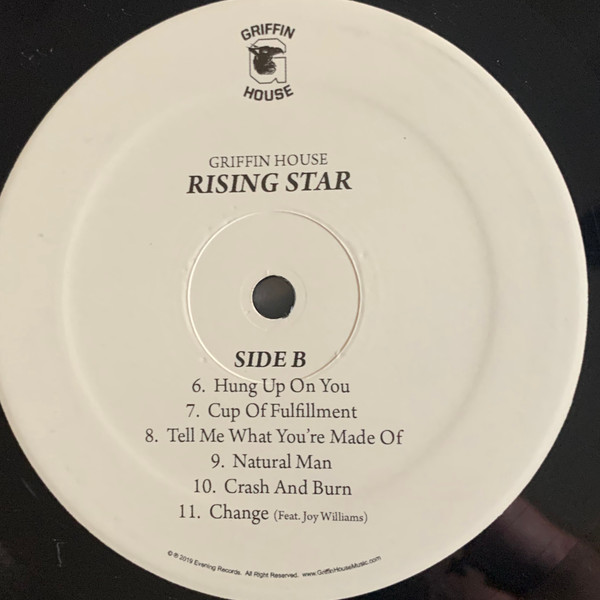 GRIFFIN
G
HOUSE
GRIFFIN HOUSE
RISING STAR
SIDE B
6. Hung Up On You
7. Cup Of Fulfillment
8. Tell Me What You're Made Of
9. Natural Man
10. Crash And Burn
11. Change (Feat. Joy Williams)
© ℗ 2019 Evening Records. All Right Reserved. www.GriffinHouseMusic.com